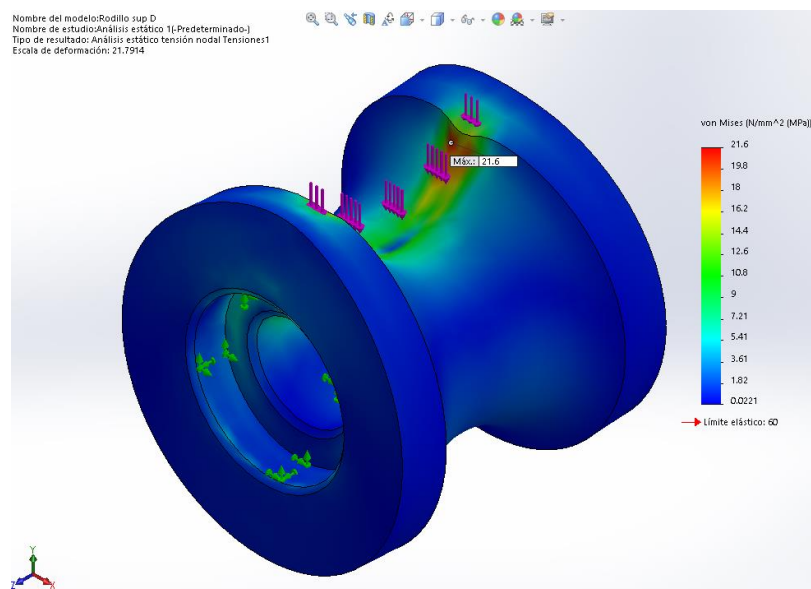 Nombre del modelo:Rodillo sup D
Nombre de estudio:Análisis estático 1(-Predeterminado-)
Tipo de resultado: Análisis estático tensión nodal Tensiones1
Escala de deformación: 21.7914
von Mises (N/mm^2 (MPa))
21.6
19.8
18
16.2
14.4
12.6
10.8
9
7.21
5.41
3.61
1.82
0.0221
Límite elástico: 60
Máx.: 21.6
Y
Z
X